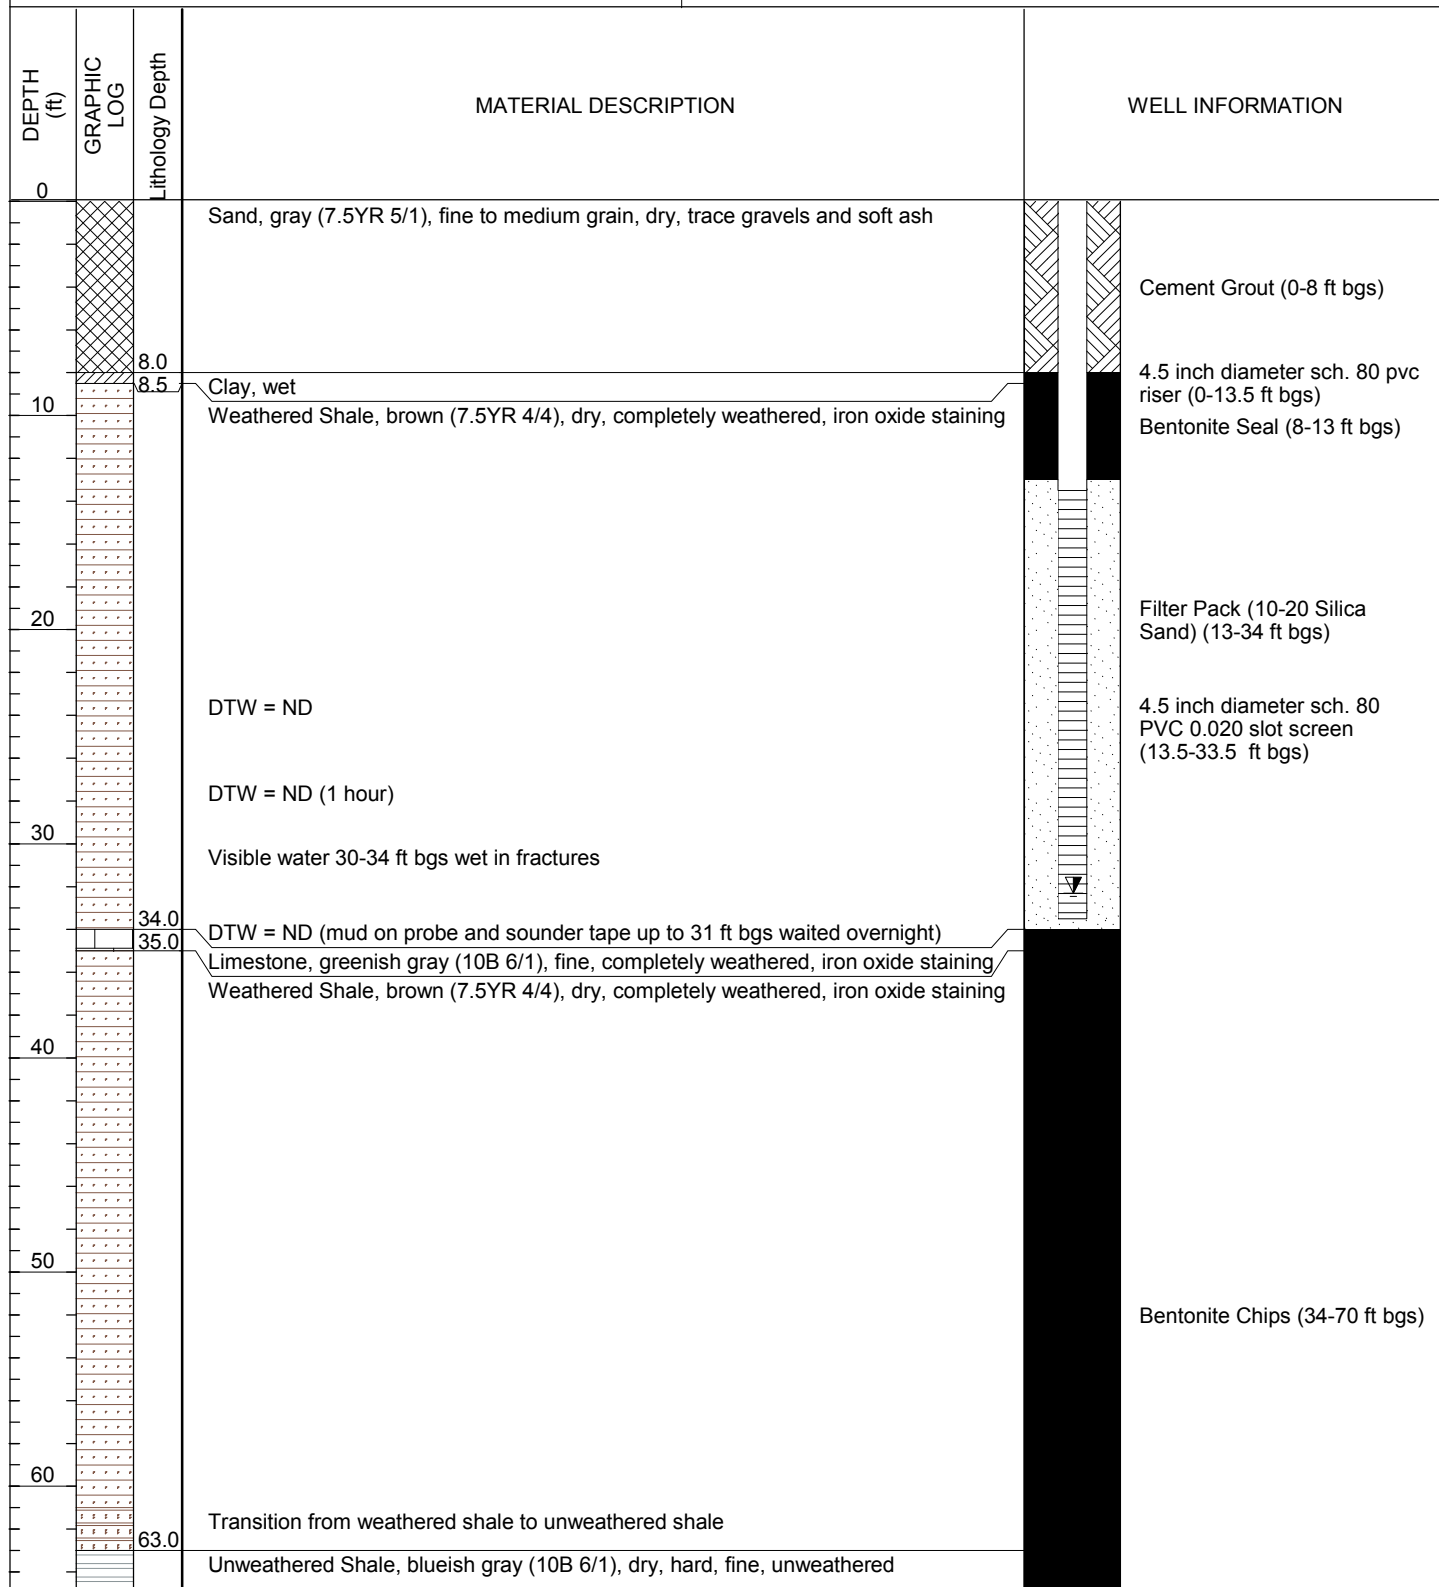 DEPTH
(ft)
GRAPHIC
LOG
Lithology Depth
MATERIAL DESCRIPTION
WELL INFORMATION
0
Sand, gray (7.5YR 5/1), fine to medium grain, dry, trace gravels and soft ash
Cement Grout (0-8 ft bgs)
8.0
4.5 inch diameter sch. 80 pvc
riser (0-13.5 ft bgs)
8.5
Clay, wet
10
Weathered Shale, brown (7.5YR 4/4), dry, completely weathered, iron oxide staining
Bentonite Seal (8-13 ft bgs)
20
Filter Pack (10-20 Silica
Sand) (13-34 ft bgs)
DTW = ND
4.5 inch diameter sch. 80
PVC 0.020 slot screen
(13.5-33.5 ft bgs)
DTW = ND (1 hour)
30
Visible water 30-34 ft bgs wet in fractures
34.0
DTW = ND (mud on probe and sounder tape up to 31 ft bgs waited overnight)
35.0
Limestone, greenish gray (10B 6/1), fine, completely weathered, iron oxide staining
Weathered Shale, brown (7.5YR 4/4), dry, completely weathered, iron oxide staining
40
50
Bentonite Chips (34-70 ft bgs)
60
Transition from weathered shale to unweathered shale
63.0
Unweathered Shale, blueish gray (10B 6/1), dry, hard, fine, unweathered